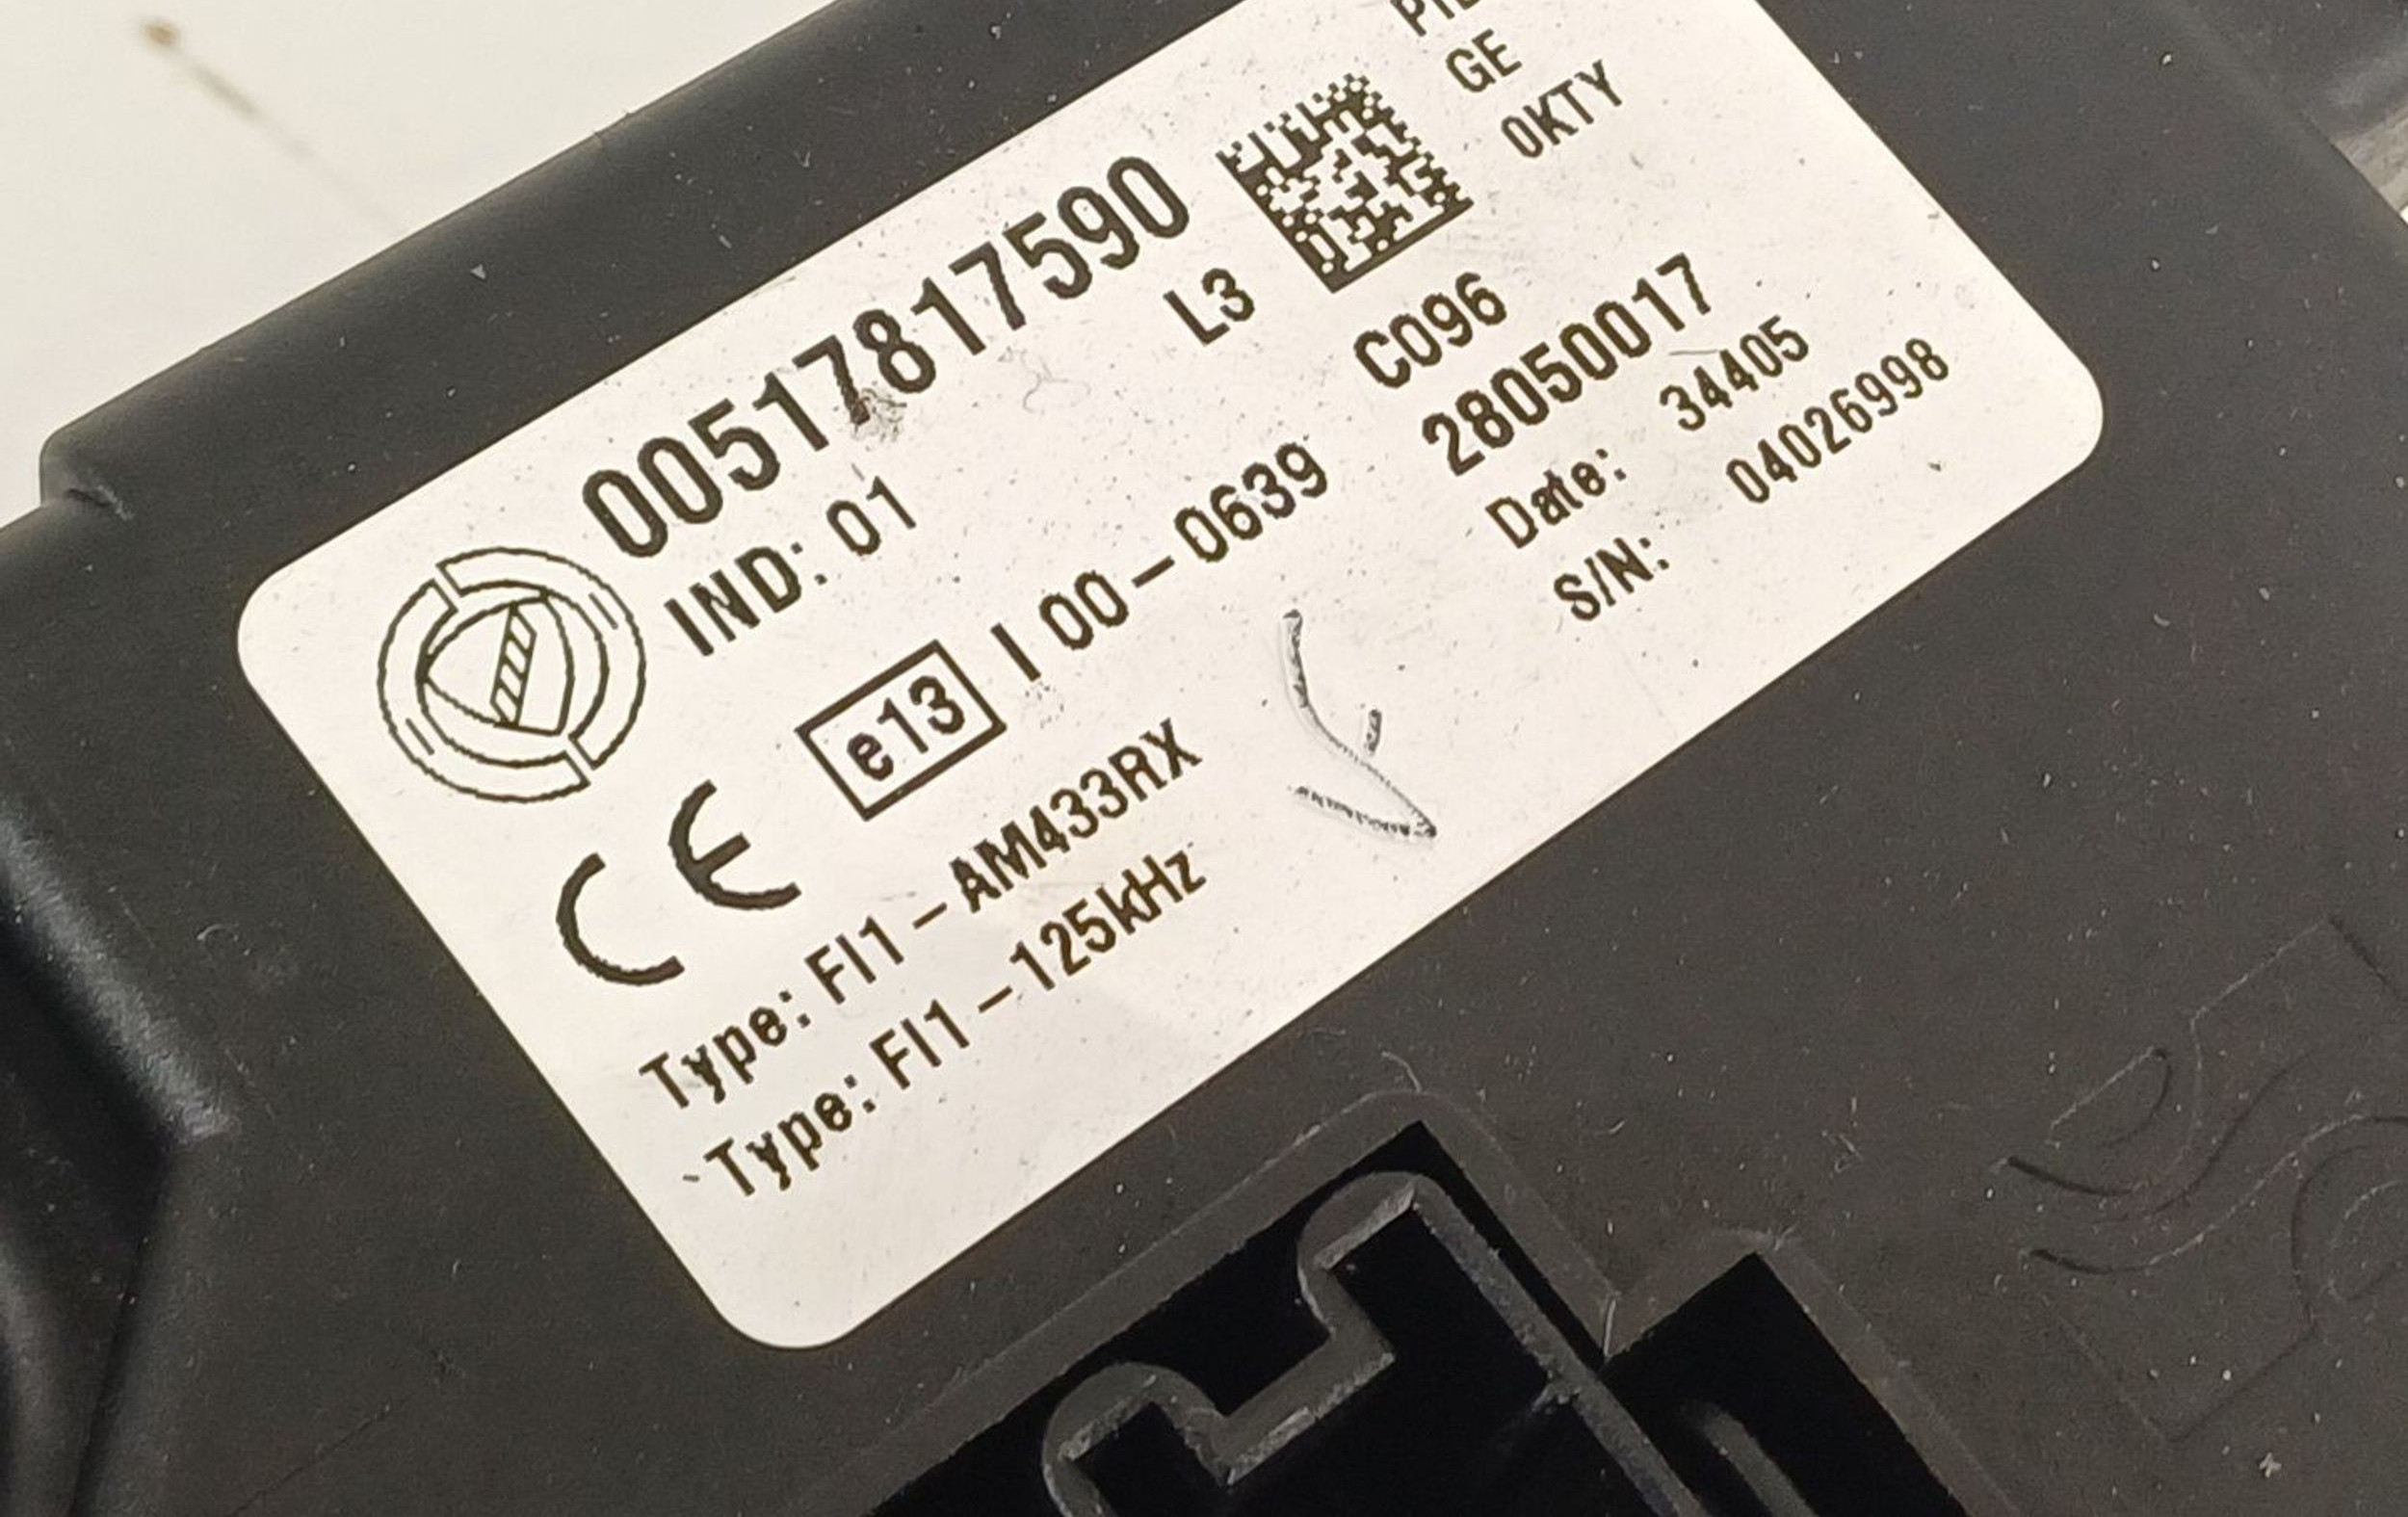 GE
0KTY
00517817590
L3
IND: 01
C096
28050017
e13 I 00-0639
Date: 34405
S/N: 04026998
CE
Type: FI1-AM433RX
Type: FI1-125kHz